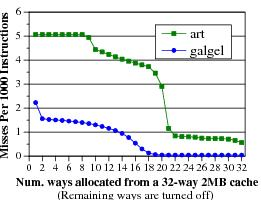 Misses Per 1000 Instructions
6
5
4
3
2
1
0
art
galgel
0 2 4 6 8 10 12 14 16 18 20 22 24 26 28 30 32
Num. ways allocated from a 32-way 2MB cache
(Remaining ways are turned off)